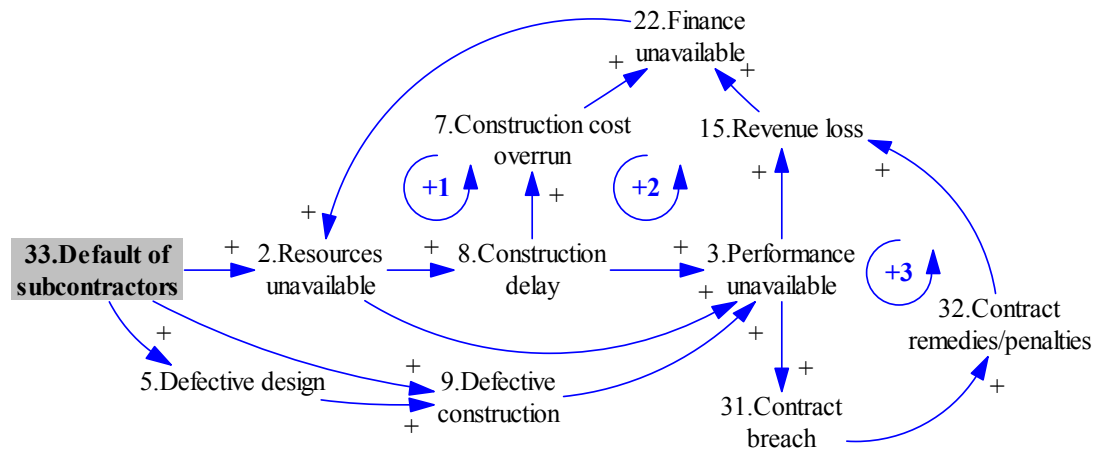 22.Finance
unavailable
+
+
7.Construction cost
overrun
15.Revenue loss
+1
+
+2
+
+
+
33.Default of
subcontractors
+
2.Resources
unavailable
+
8.Construction
delay
+
3.Performance
unavailable
+3
+
32.Contract
remedies/penalties
+
+
5.Defective design
+
9.Defective
construction
+
+
31.Contract
breach
+
+